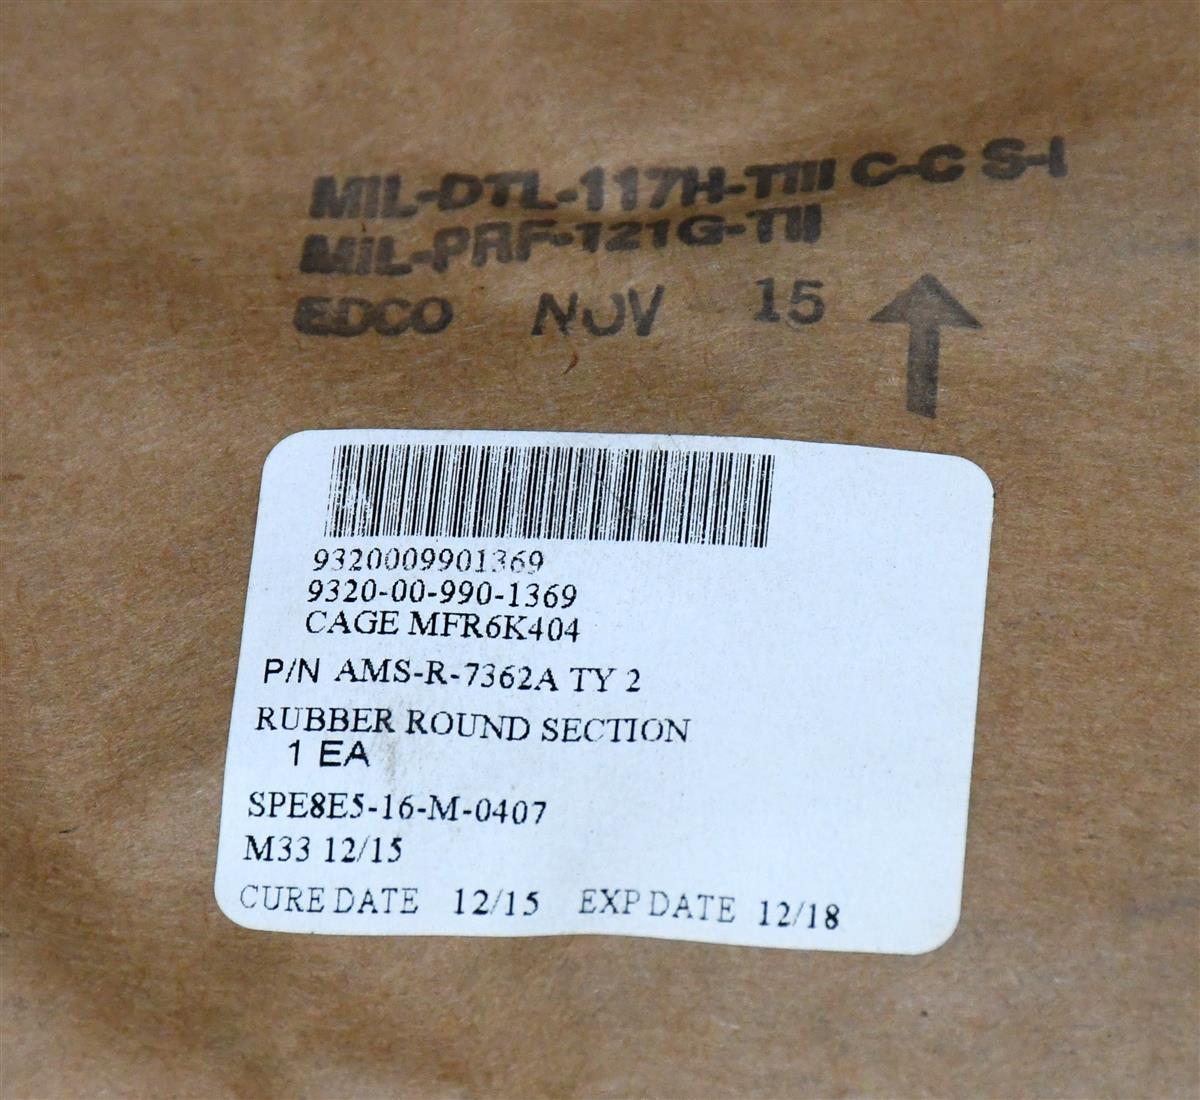 MIL-DTL-117H-TIII C-C S-I
MIL-PRF-121G-TII
EDCO NOV 15
9320009901369
9320-00-990-1369
CAGE MFR6K404
P/N AMS-R-7362A TY 2
RUBBER ROUND SECTION
1 EA
SPE8E5-16-M-0407
M33 12/15
CURE DATE 12/15 EXP DATE 12/18